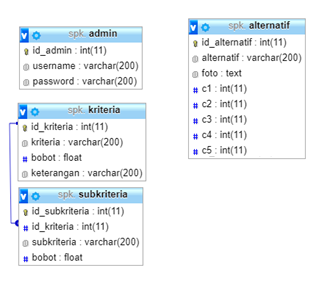 spk admin
id_admin : int(11)
username : varchar(200)
password : varchar(200)
spk kriteria
id_kriteria : int(11)
kriteria : varchar(200)
bobot : float
keterangan : varchar(200)
spk subkriteria
id_subkriteria : int(11)
id_kriteria : int(11)
subkriteria : varchar(200)
bobot : float
spk alternatif
id_alternatif : int(11)
alternatif : varchar(200)
foto : text
c1 : int(11)
c2 : int(11)
c3 : int(11)
c4 : int(11)
c5 : int(11)